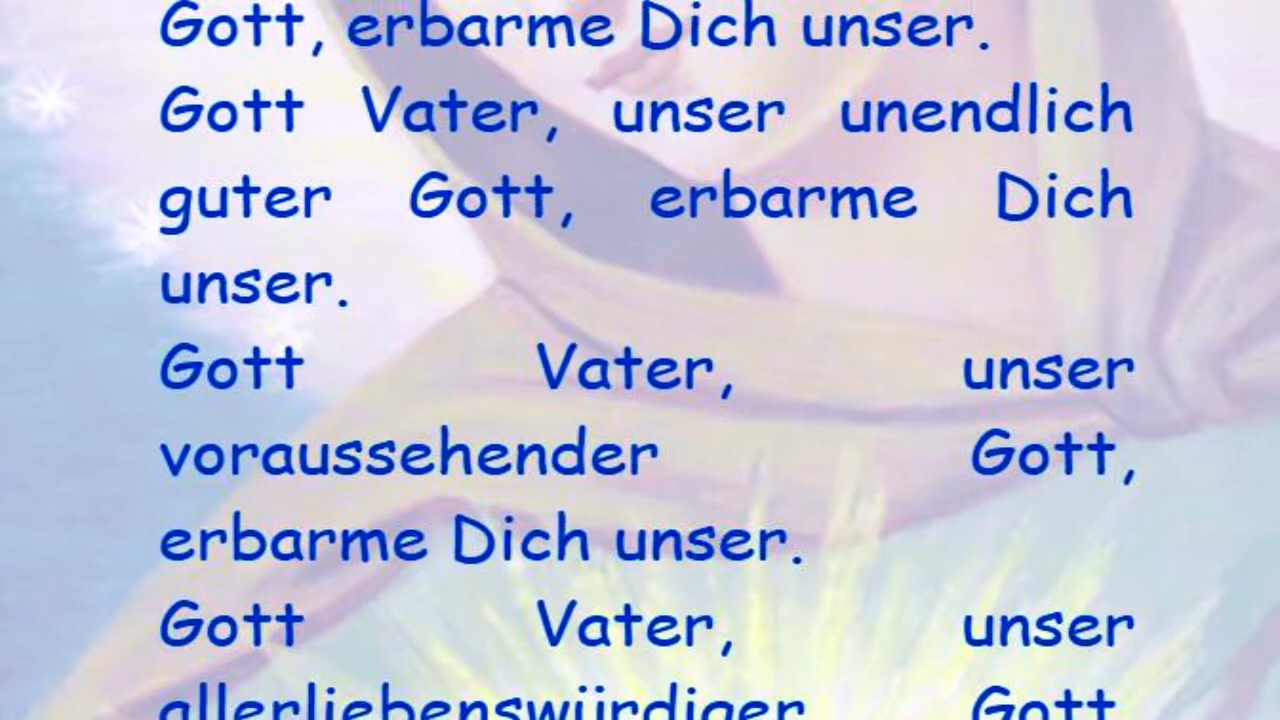 Gott, erbarme Dich unser.
Gott Vater, unser unendlich
guter Gott, erbarme Dich
unser.
Gott Vater, unser
voraussehender Gott,
erbarme Dich unser.
Gott Vater, unser
allerliebenswürdiger Gott